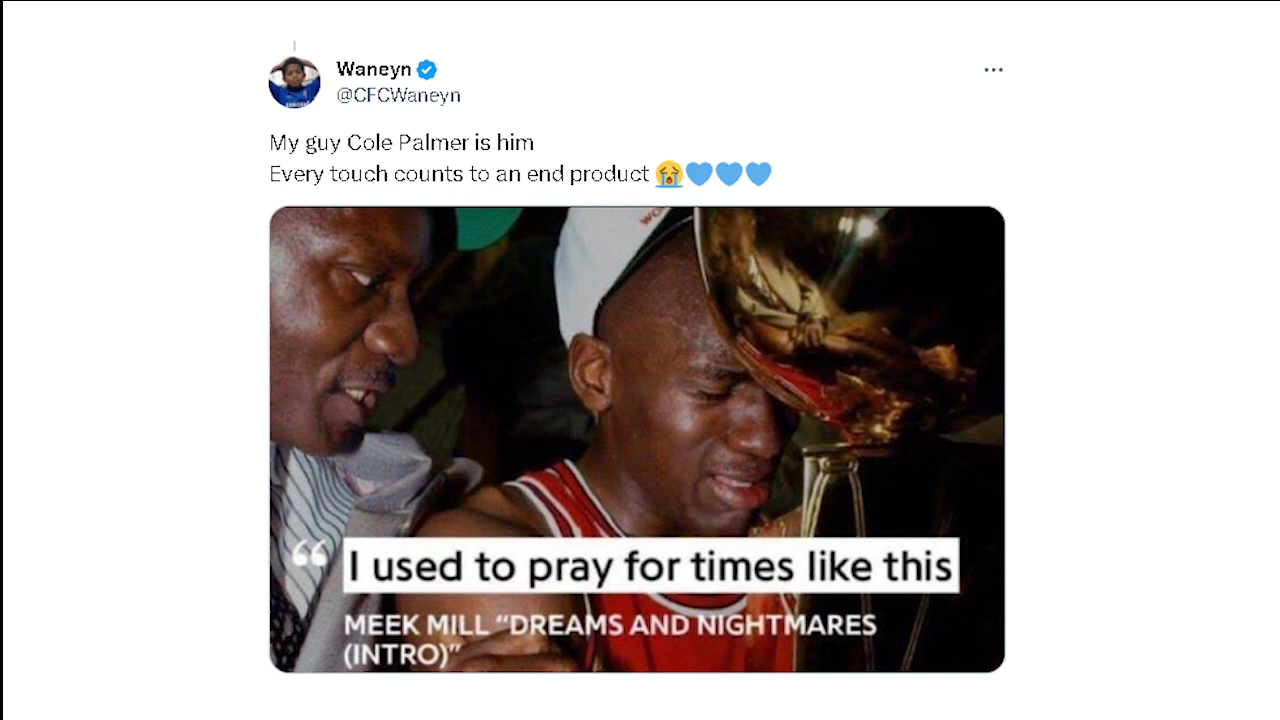 Waneyn
@CFCWaneyn
My guy Cole Palmer is him
Every touch counts to an end product 😭💙💙💙
“ I used to pray for times like this
MEEK MILL “DREAMS AND NIGHTMARES
(INTRO)”